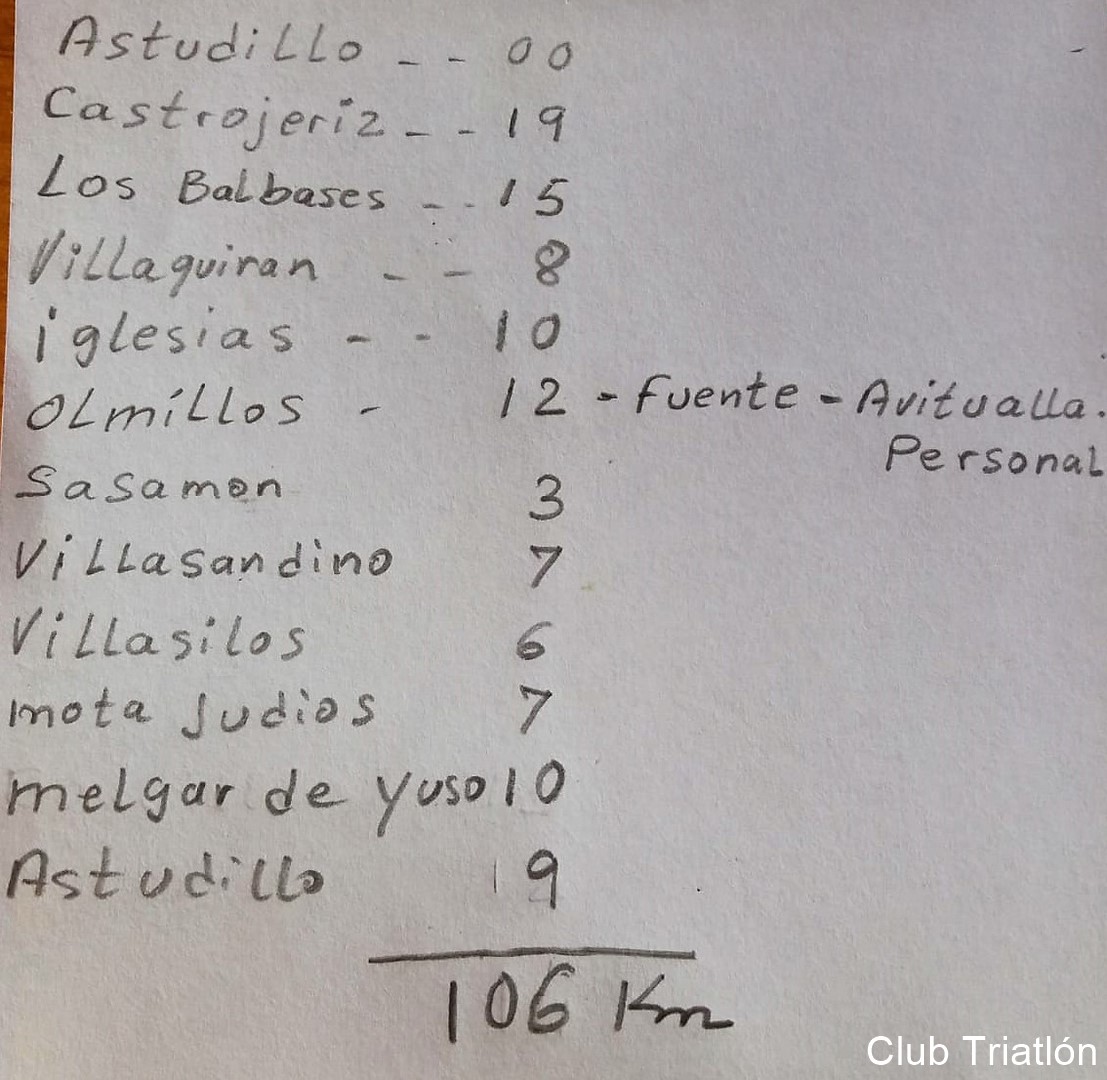 Astudillo -- 00
Castrojeriz -- 19
Los Balbases -- 15
Villaquiran -- 8
iglesias -- 10
Olmillos - 12 - fuente - Avitualla.
Personal
Sasamon 3
Villasandino 7
Villasilos 6
mota Judios 7
melgar de yuso 10
Astudillo 9
106 Km
Club Triatlón